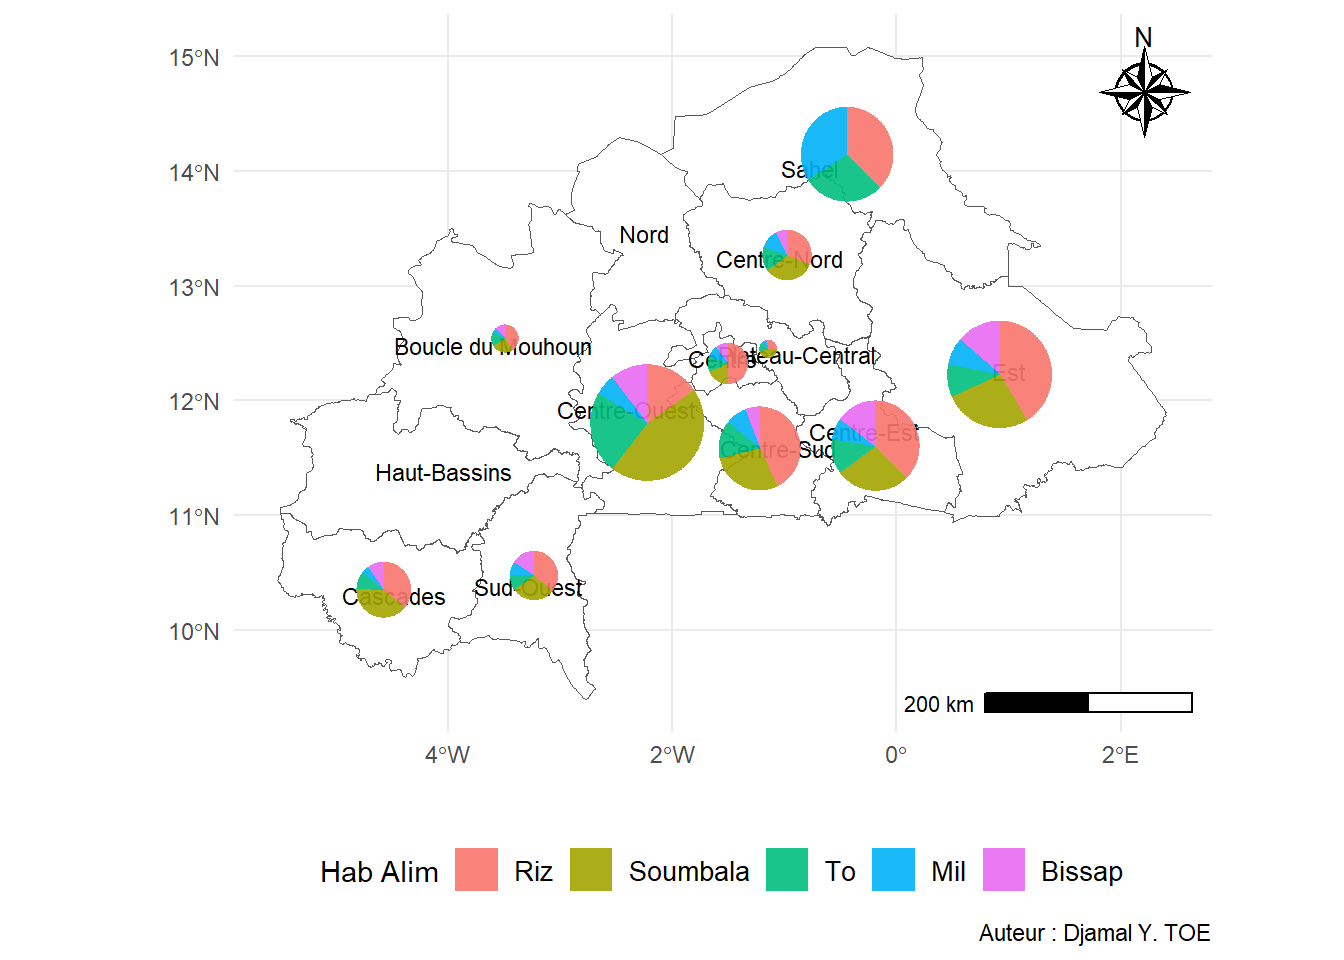 N
15°N
14°N
13°N
12°N
11°N
10°N
Sahel
Nord
Centre-Nord
Boucle du Mouhoun
Centre
Plateau-Central
Est
Centre-Ouest
Centre-Est
Centre-Sud
Haut-Bassins
Sud-Ouest
Cascades
200 km
4°W 2°W 0° 2°E
Hab Alim Riz Soumbala To Mil Bissap
Auteur : Djamal Y. TOE